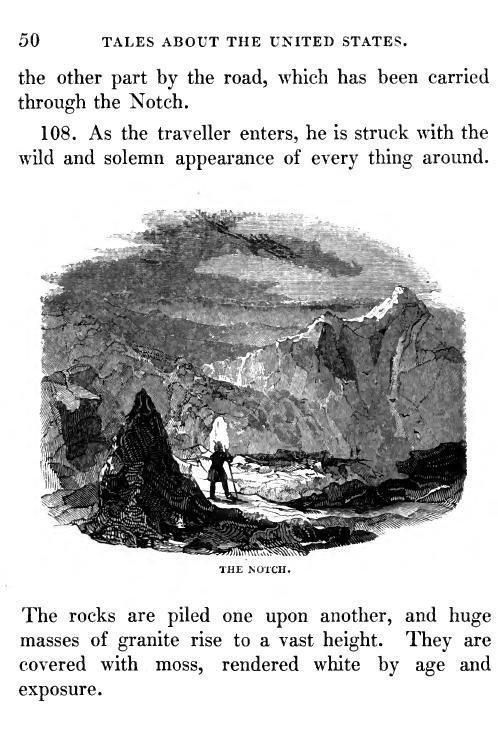 50 TALES ABOUT THE UNITED STATES.
the other part by the road, which has been carried
through the Notch.
108. As the traveller enters, he is struck with the
wild and solemn appearance of every thing around.
THE NOTCH.
The rocks are piled one upon another, and huge
masses of granite rise to a vast height. They are
covered with moss, rendered white by age and
exposure.